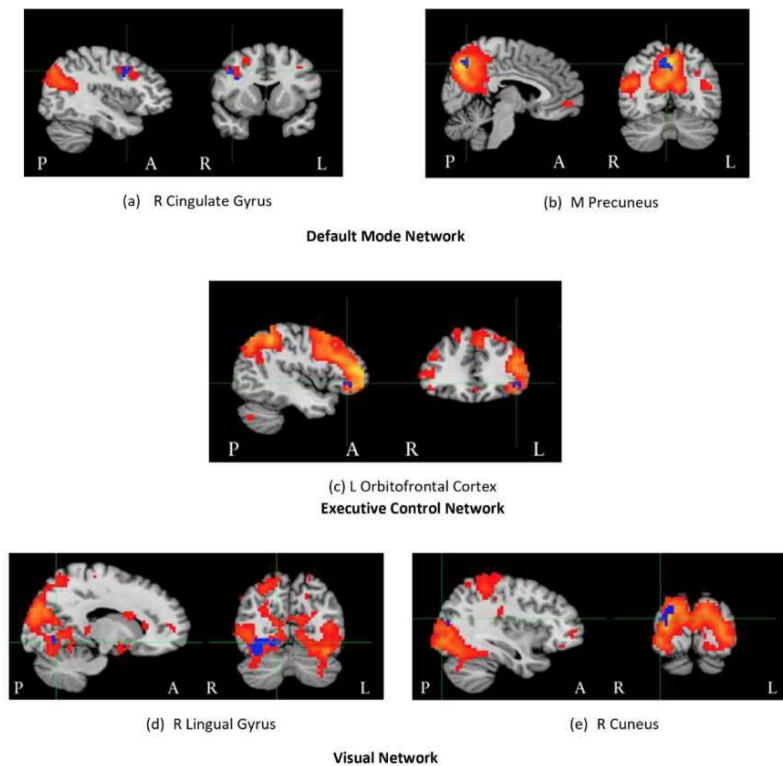 P A R L
P A R L
(a) R Cingulate Gyrus
(b) M Precuneus
Default Mode Network
P A R L
(c) L Orbitofrontal Cortex
Executive Control Network
P A R L
P A R L
(d) R Lingual Gyrus
(e) R Cuneus
Visual Network